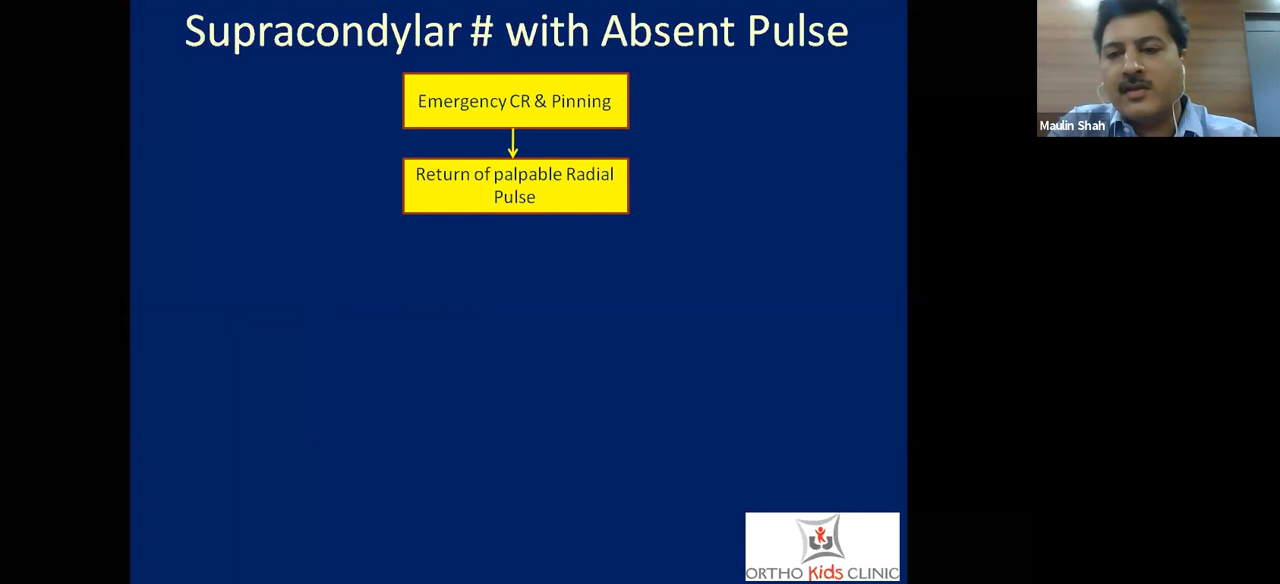 Supracondylar # with Absent Pulse
Emergency CR & Pinning
Return of palpable Radial
Pulse
Maulin Shah
ORTHO Kids CLINIC